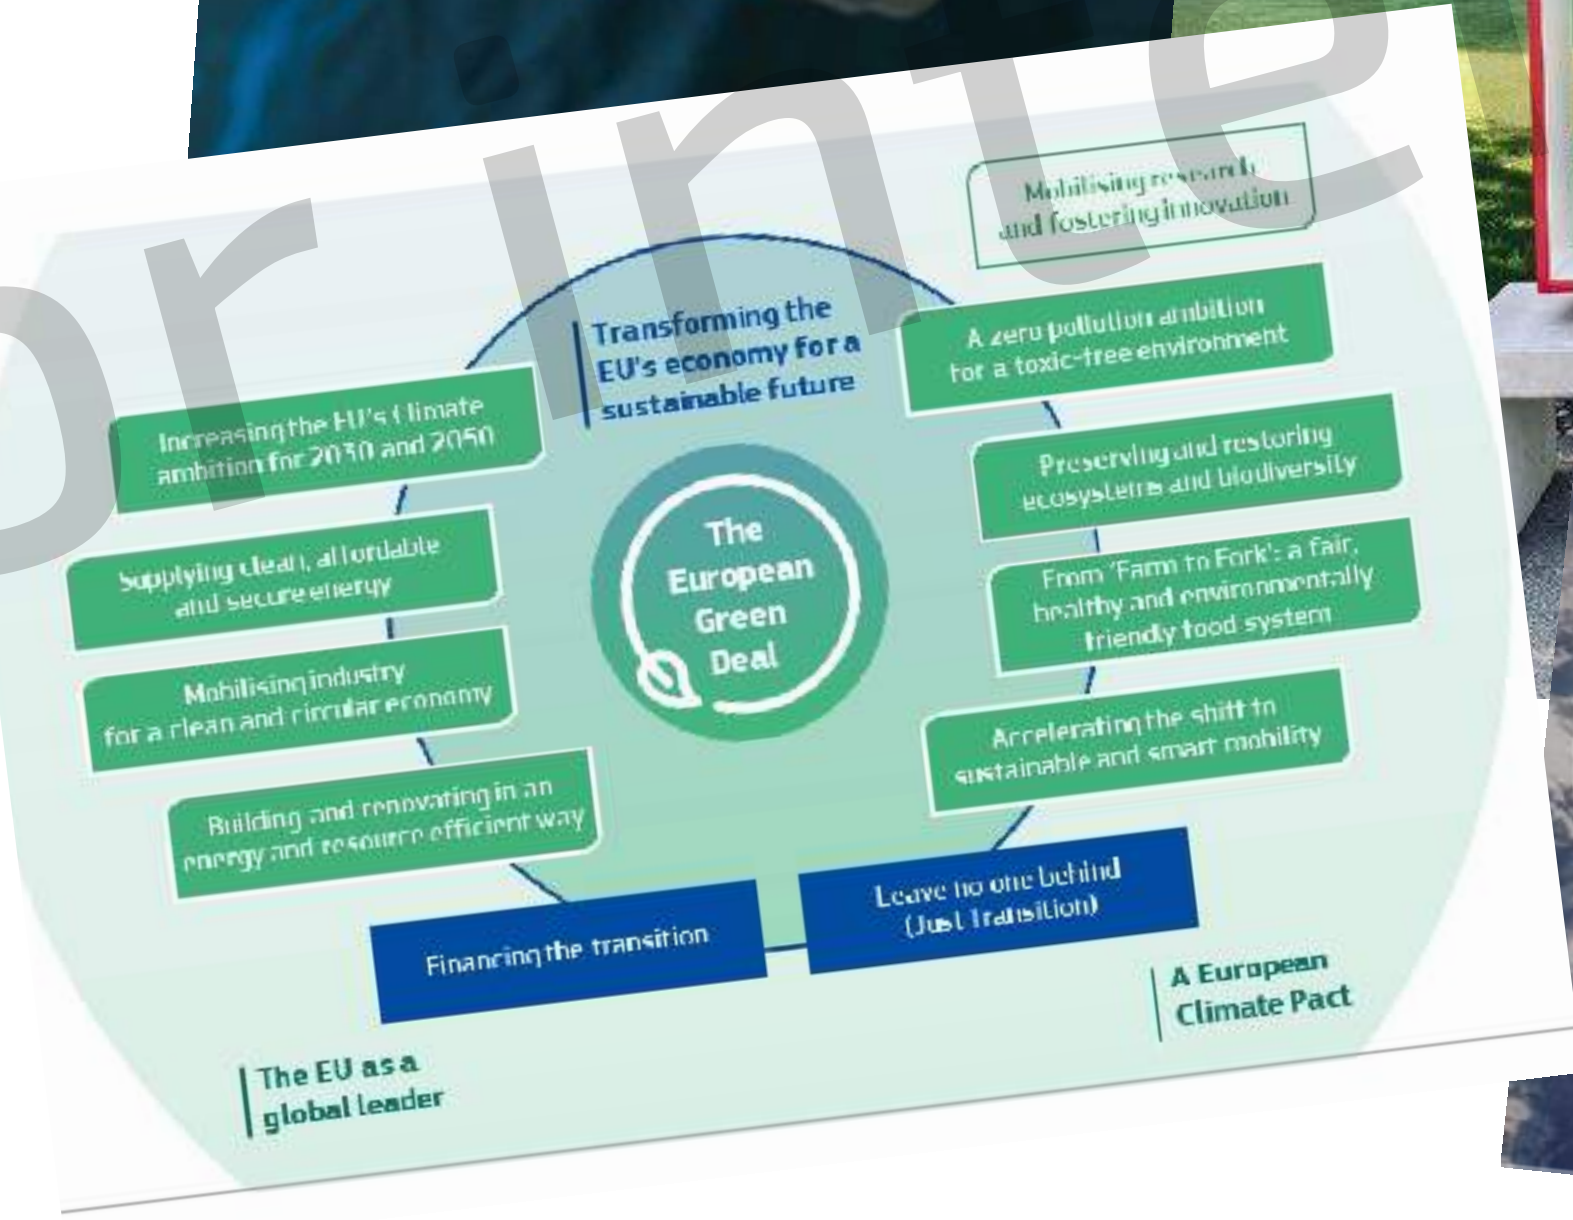 or inte
Mobilising research
and fostering innovation
Transforming the
EU's economy for a
sustainable future
A zero pollution ambition
for a toxic-free environment
Increasing the EU's Climate
ambition for 2030 and 2050
Preserving and restoring
ecosystems and biodiversity
Supplying clean, affordable
and secure energy
The
European
Green
Deal
From 'Farm to Fork': a fair,
healthy and environmentally
friendly food system
Mobilising industry
for a clean and circular economy
Accelerating the shift to
sustainable and smart mobility
Building and renovating in an
energy and resource efficient way
Financing the transition
Leave no one behind
(Just Transition)
The EU as a
global leader
A European
Climate Pact